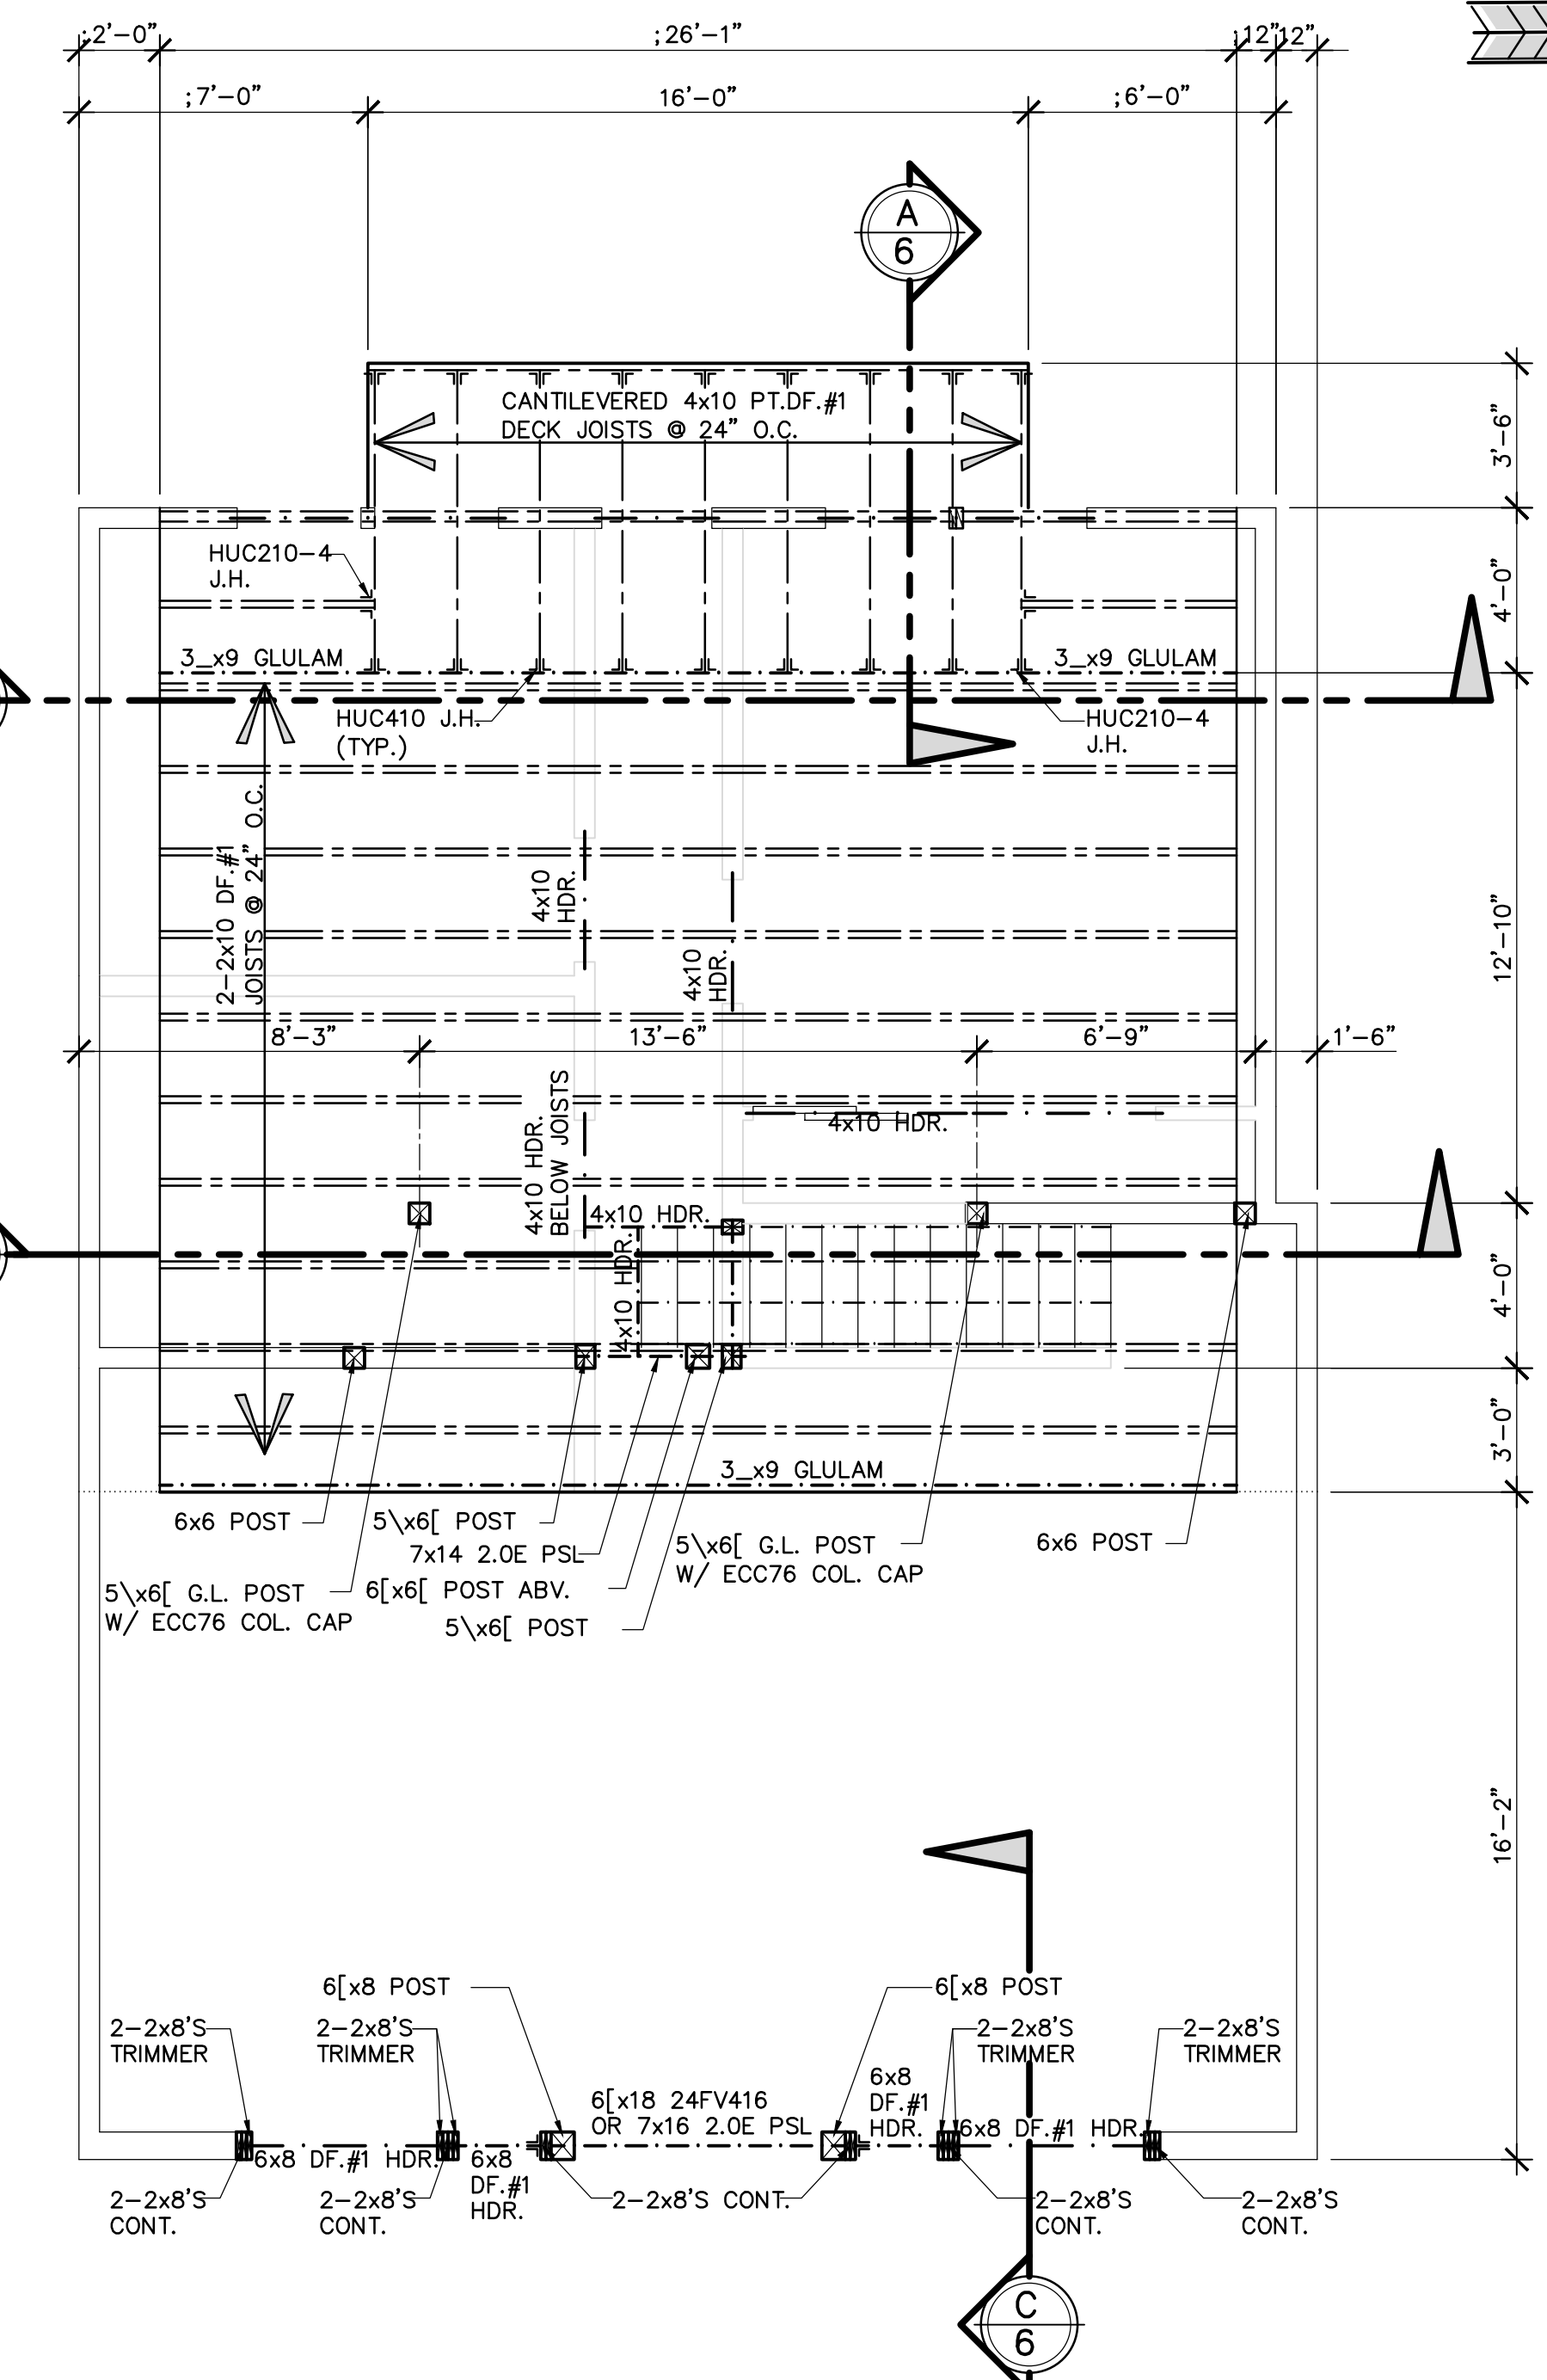 ;2'-0"
;26'-1"
;12"
12"
;7'-0"
16'-0"
;6'-0"
A
6
CANTILEVERED 4x10 PT.DF.#1
DECK JOISTS @ 24" O.C.
3'-6"
HUC210-4
J.H.
4'-0"
3_x9 GLULAM
3_x9 GLULAM
HUC410 J.H.
(TYP.)
HUC210-4
J.H.
2-2x10 DF.#1
JOISTS @ 24" O.C.
4x10
HDR.
4x10
HDR.
12'-10"
8'-3"
13'-6"
6'-9"
1'-6"
4x10 HDR.
BELOW JOISTS
4x10 HDR.
4x10 HDR.
4x10 HDR.
4'-0"
3'-0"
3_x9 GLULAM
6x6 POST
5\x6[ POST
7x14 2.0E PSL
5\x6[ G.L. POST
W/ ECC76 COL. CAP
6x6 POST
5\x6[ G.L. POST
W/ ECC76 COL. CAP
6[x6[ POST ABV.
5\x6[ POST
16'-2"
6[x8 POST
6[x8 POST
2-2x8'S
TRIMMER
2-2x8'S
TRIMMER
2-2x8'S
TRIMMER
2-2x8'S
TRIMMER
6[x18 24FV416
OR 7x16 2.0E PSL
6x8
DF.#1
HDR.
6x8 DF.#1 HDR.
6x8 DF.#1 HDR.
6x8
DF.#1
HDR.
2-2x8'S
CONT.
2-2x8'S
CONT.
2-2x8'S CONT.
2-2x8'S
CONT.
2-2x8'S
CONT.
C
6